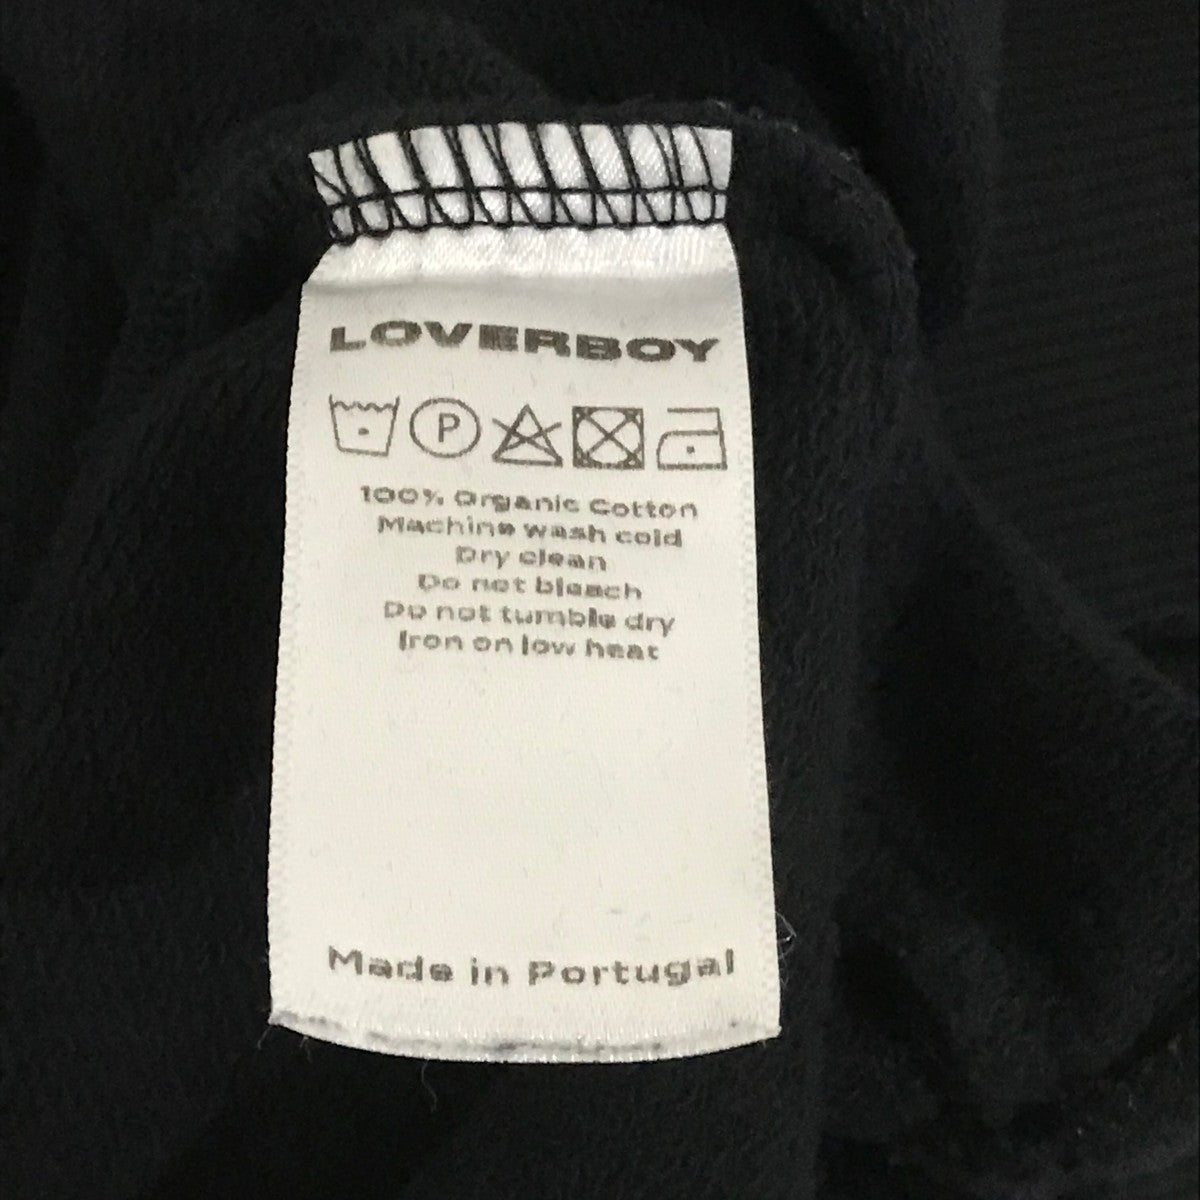 LOVERBOY
P
100% Organic Cotton
Machine wash cold
Dry clean
Do not bleach
Do not tumble dry
Iron on low heat
Made in Portugal